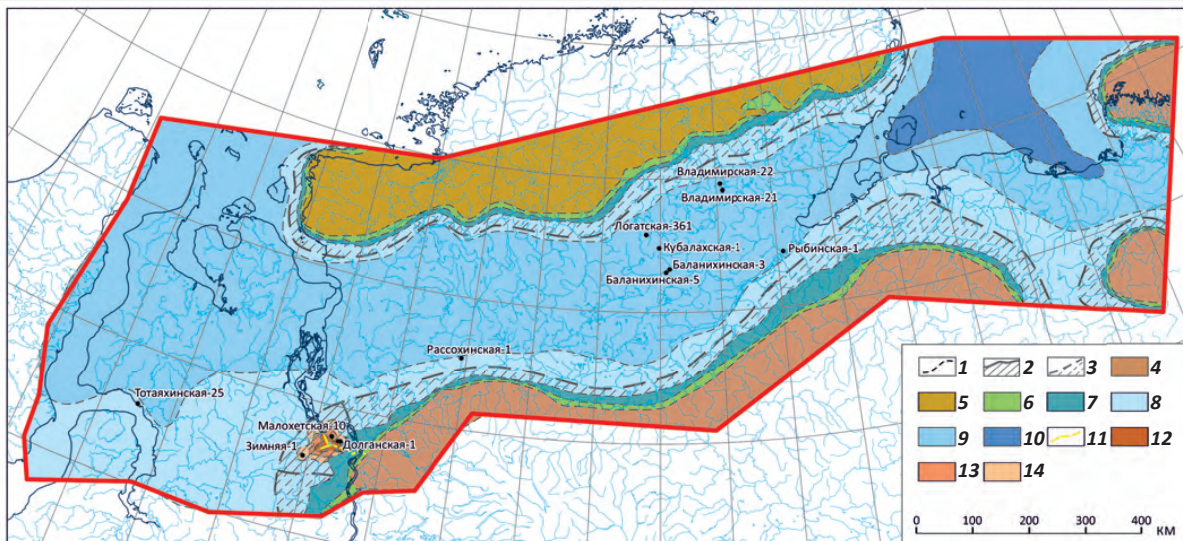 Владимирская-22
Владимирская-21
Логатская-361
Кубалахская-1
Рыбинская-1
Баланихинская-3
Баланихинская-5
Рассохинская-1
Тотаяхинская-25
Малохетская-10
Зимняя-1
Долганская-1
1 2 3 4
5 6 7 8
9 10 11 12
13 14
0 100 200 300 400
КМ